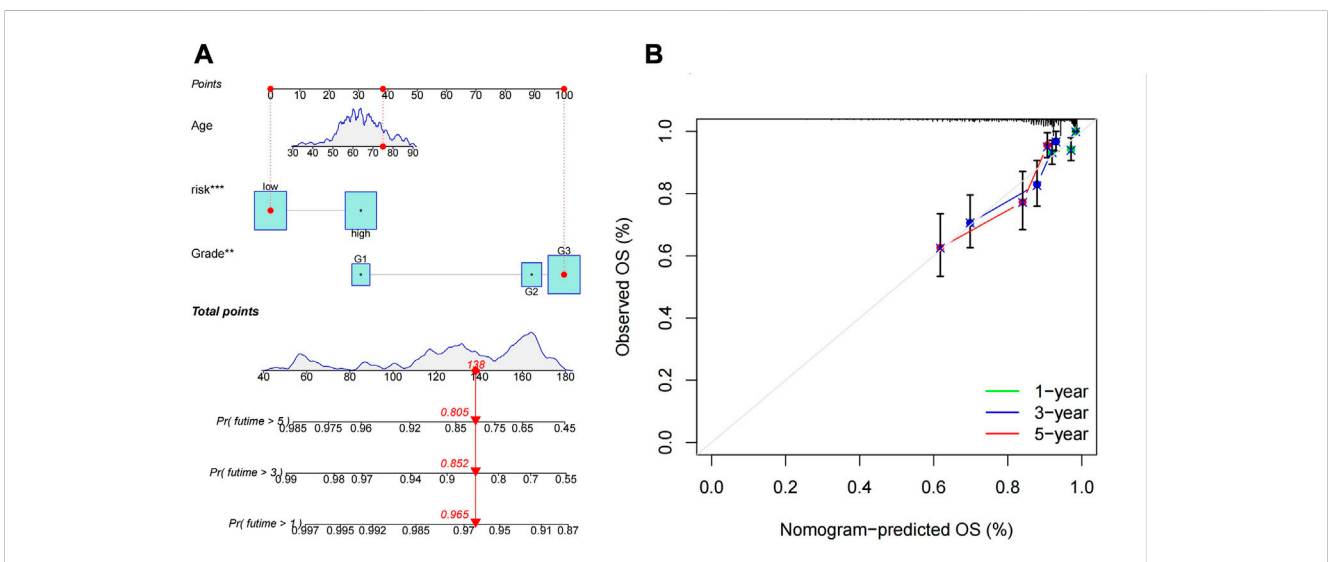 A
Points
0 10 20 30 40 50 60 70 80 90 100
Age
30 40 50 60 70 80 90
risk***
low
high
Grade**
G1
G2
G3
Total points
138
40 60 80 100 120 140 160 180
0.805
Pr( futime > 5 )
0.985 0.975 0.96 0.92 0.85 0.75 0.65 0.45
0.852
Pr( futime > 3 )
0.99 0.98 0.97 0.94 0.9 0.8 0.7 0.55
0.965
Pr( futime > 1 )
0.997 0.995 0.992 0.985 0.97 0.95 0.91 0.87
B
Observed OS (%)
1.0
0.8
0.6
0.4
0.2
0.0
1-year
3-year
5-year
0.0 0.2 0.4 0.6 0.8 1.0
Nomogram-predicted OS (%)